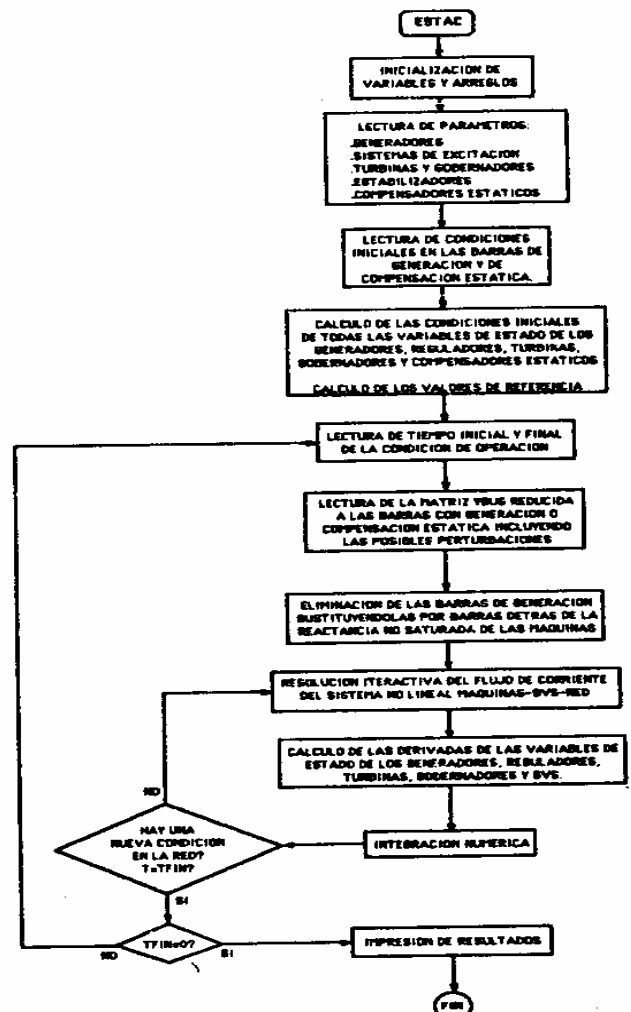 ESTAC
INICIALIZACION DE
VARIABLES Y ARREGLOS
LECTURA DE PARAMETROS:
.GENERADORES
.SISTEMAS DE EXCITACION
.TURBINAS Y GOBERNADORES
.ESTABILIZADORES
.COMPENSADORES ESTATICOS
LECTURA DE CONDICIONES
INICIALES EN LAS BARRAS DE
GENERACION Y DE
COMPENSACION ESTATICA.
CALCULO DE LAS CONDICIONES INICIALES
DE TODAS LAS VARIABLES DE ESTADO DE LOS
GENERADORES, REGULADORES, TURBINAS,
GOBERNADORES Y COMPENSADORES ESTATICOS
CALCULO DE LOS VALORES DE REFERENCIA
LECTURA DE TIEMPO INICIAL Y FINAL
DE LA CONDICION DE OPERACION
LECTURA DE LA MATRIZ YBUS REDUCIDA
A LAS BARRAS CON GENERACION O
COMPENSACION ESTATICA INCLUYENDO
LAS POSIBLES PERTURBACIONES
ELIMINACION DE LAS BARRAS DE GENERACION
SUSTITUYENDOLAS POR BARRAS DETRAS DE LA
REACTANCIA NO SATURADA DE LAS MAQUINAS
RESOLUCION ITERACTIVA DEL FLUJO DE CORRIENTE
DEL SISTEMA NO LINEAL MAQUINAS-SVS-RED
CALCULO DE LAS DERIVADAS DE LAS VARIABLES DE
ESTADO DE LOS GENERADORES, REGULADORES,
TURBINAS, GOBERNADORES Y SVS.
NO
HAY UNA
NUEVA CONDICION
EN LA RED?
T=TFIN?
INTEGRACION NUMERICA
SI
TFIN=0?
NO
SI
IMPRESIÓN DE RESULTADOS
FIN